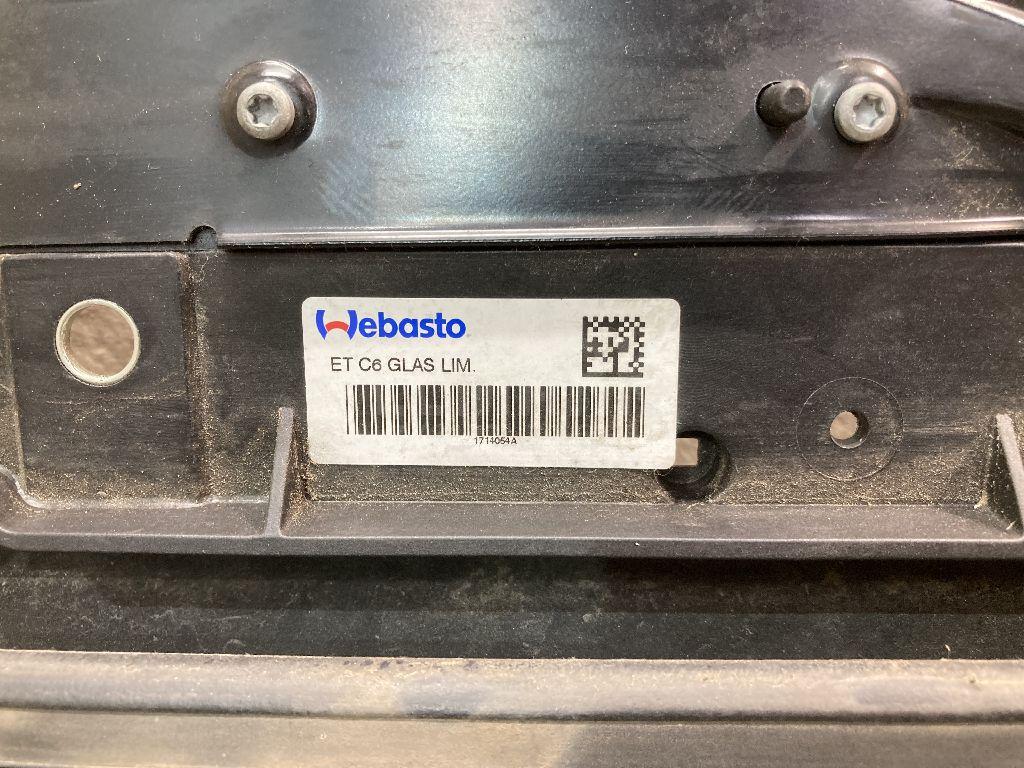 Webasto
ET C6 GLAS LIM.
1714054A